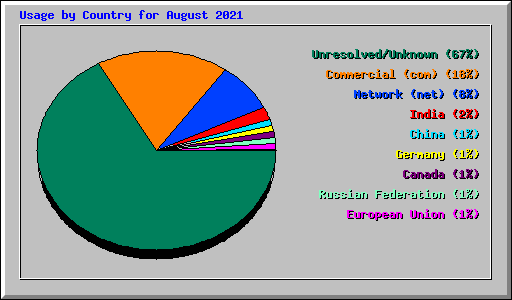 Usage by Country for August 2021
Unresolved/Unknown (67%)
Commercial (com) (18%)
Network (net) (8%)
India (2%)
China (1%)
Germany (1%)
Canada (1%)
Russian Federation (1%)
European Union (1%)